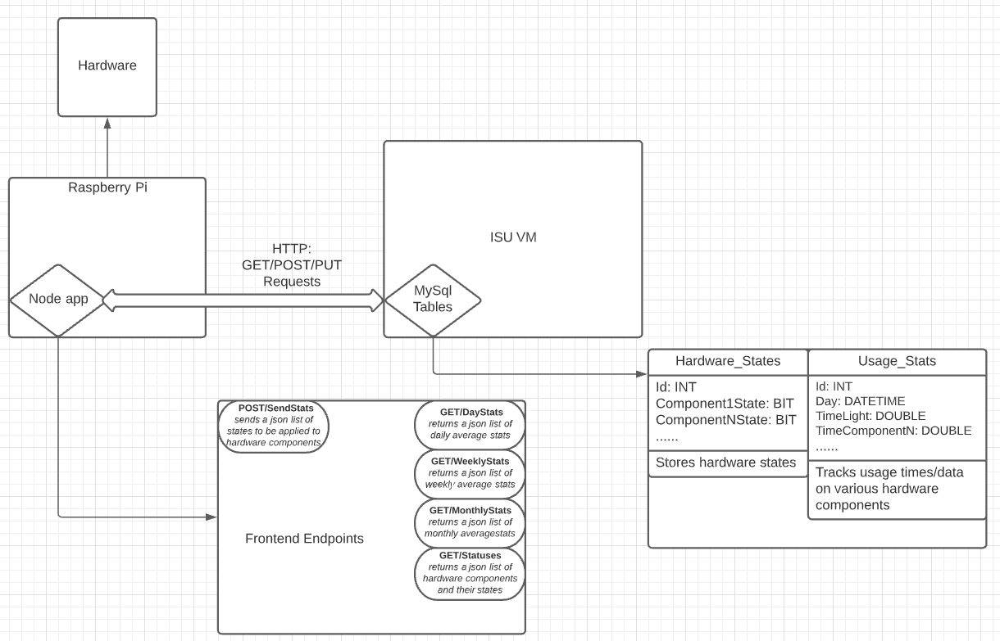 Hardware
Raspberry Pi
Node app
HTTP:
GET/POST/PUT
Requests
ISU VM
MySql
Tables
Hardware_States
Id: INT
Component1State: BIT
ComponentNState: BIT
......
Stores hardware states
Usage_Stats
Id: INT
Day: DATETIME
TimeLight: DOUBLE
TimeComponentN: DOUBLE
......
Tracks usage times/data
on various hardware
components
POST/SendStats
sends a json list of
states to be applied to
hardware components
Frontend Endpoints
GET/DayStats
returns a json list of
daily average stats
GET/WeeklyStats
returns a json list of
weekly average stats
GET/MonthlyStats
returns a json list of
monthly averagestats
GET/Statuses
returns a json list of
hardware components
and their states